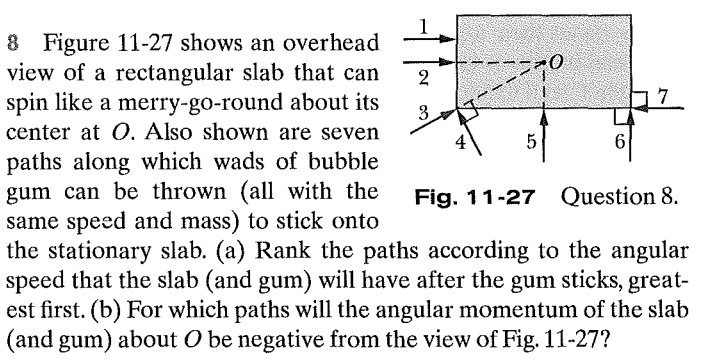 8 Figure 11-27 shows an overhead
view of a rectangular slab that can
spin like a merry-go-round about its
center at O. Also shown are seven
paths along which wads of bubble
gum can be thrown (all with the
same speed and mass) to stick onto
the stationary slab. (a) Rank the paths according to the angular
speed that the slab (and gum) will have after the gum sticks, great-
est first. (b) For which paths will the angular momentum of the slab
(and gum) about O be negative from the view of Fig. 11-27?
1
2
O
3
4
5
6
7
Fig. 11-27 Question 8.